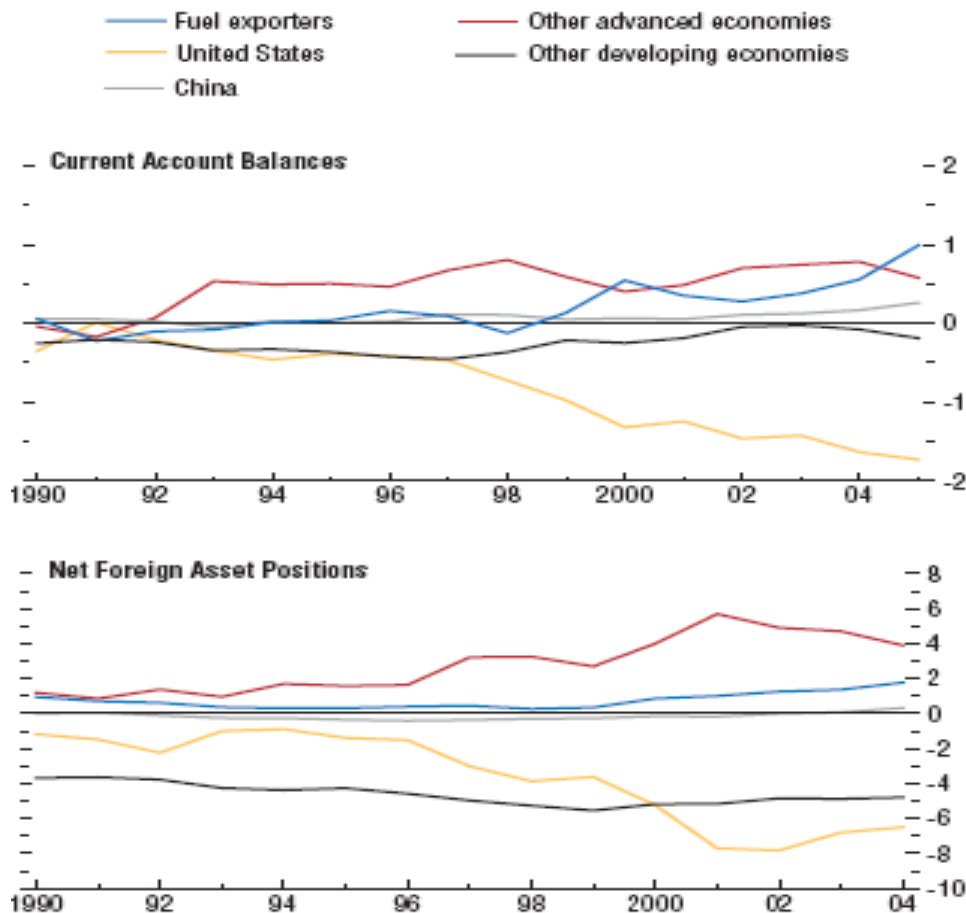 Fuel exporters Other advanced economies
United States Other developing economies
China
Current Account Balances
2
1
0
-1
-2
1990 92 94 96 98 2000 02 04
Net Foreign Asset Positions
8
6
4
2
0
-2
-4
-6
-8
-10
1990 92 94 96 98 2000 02 04